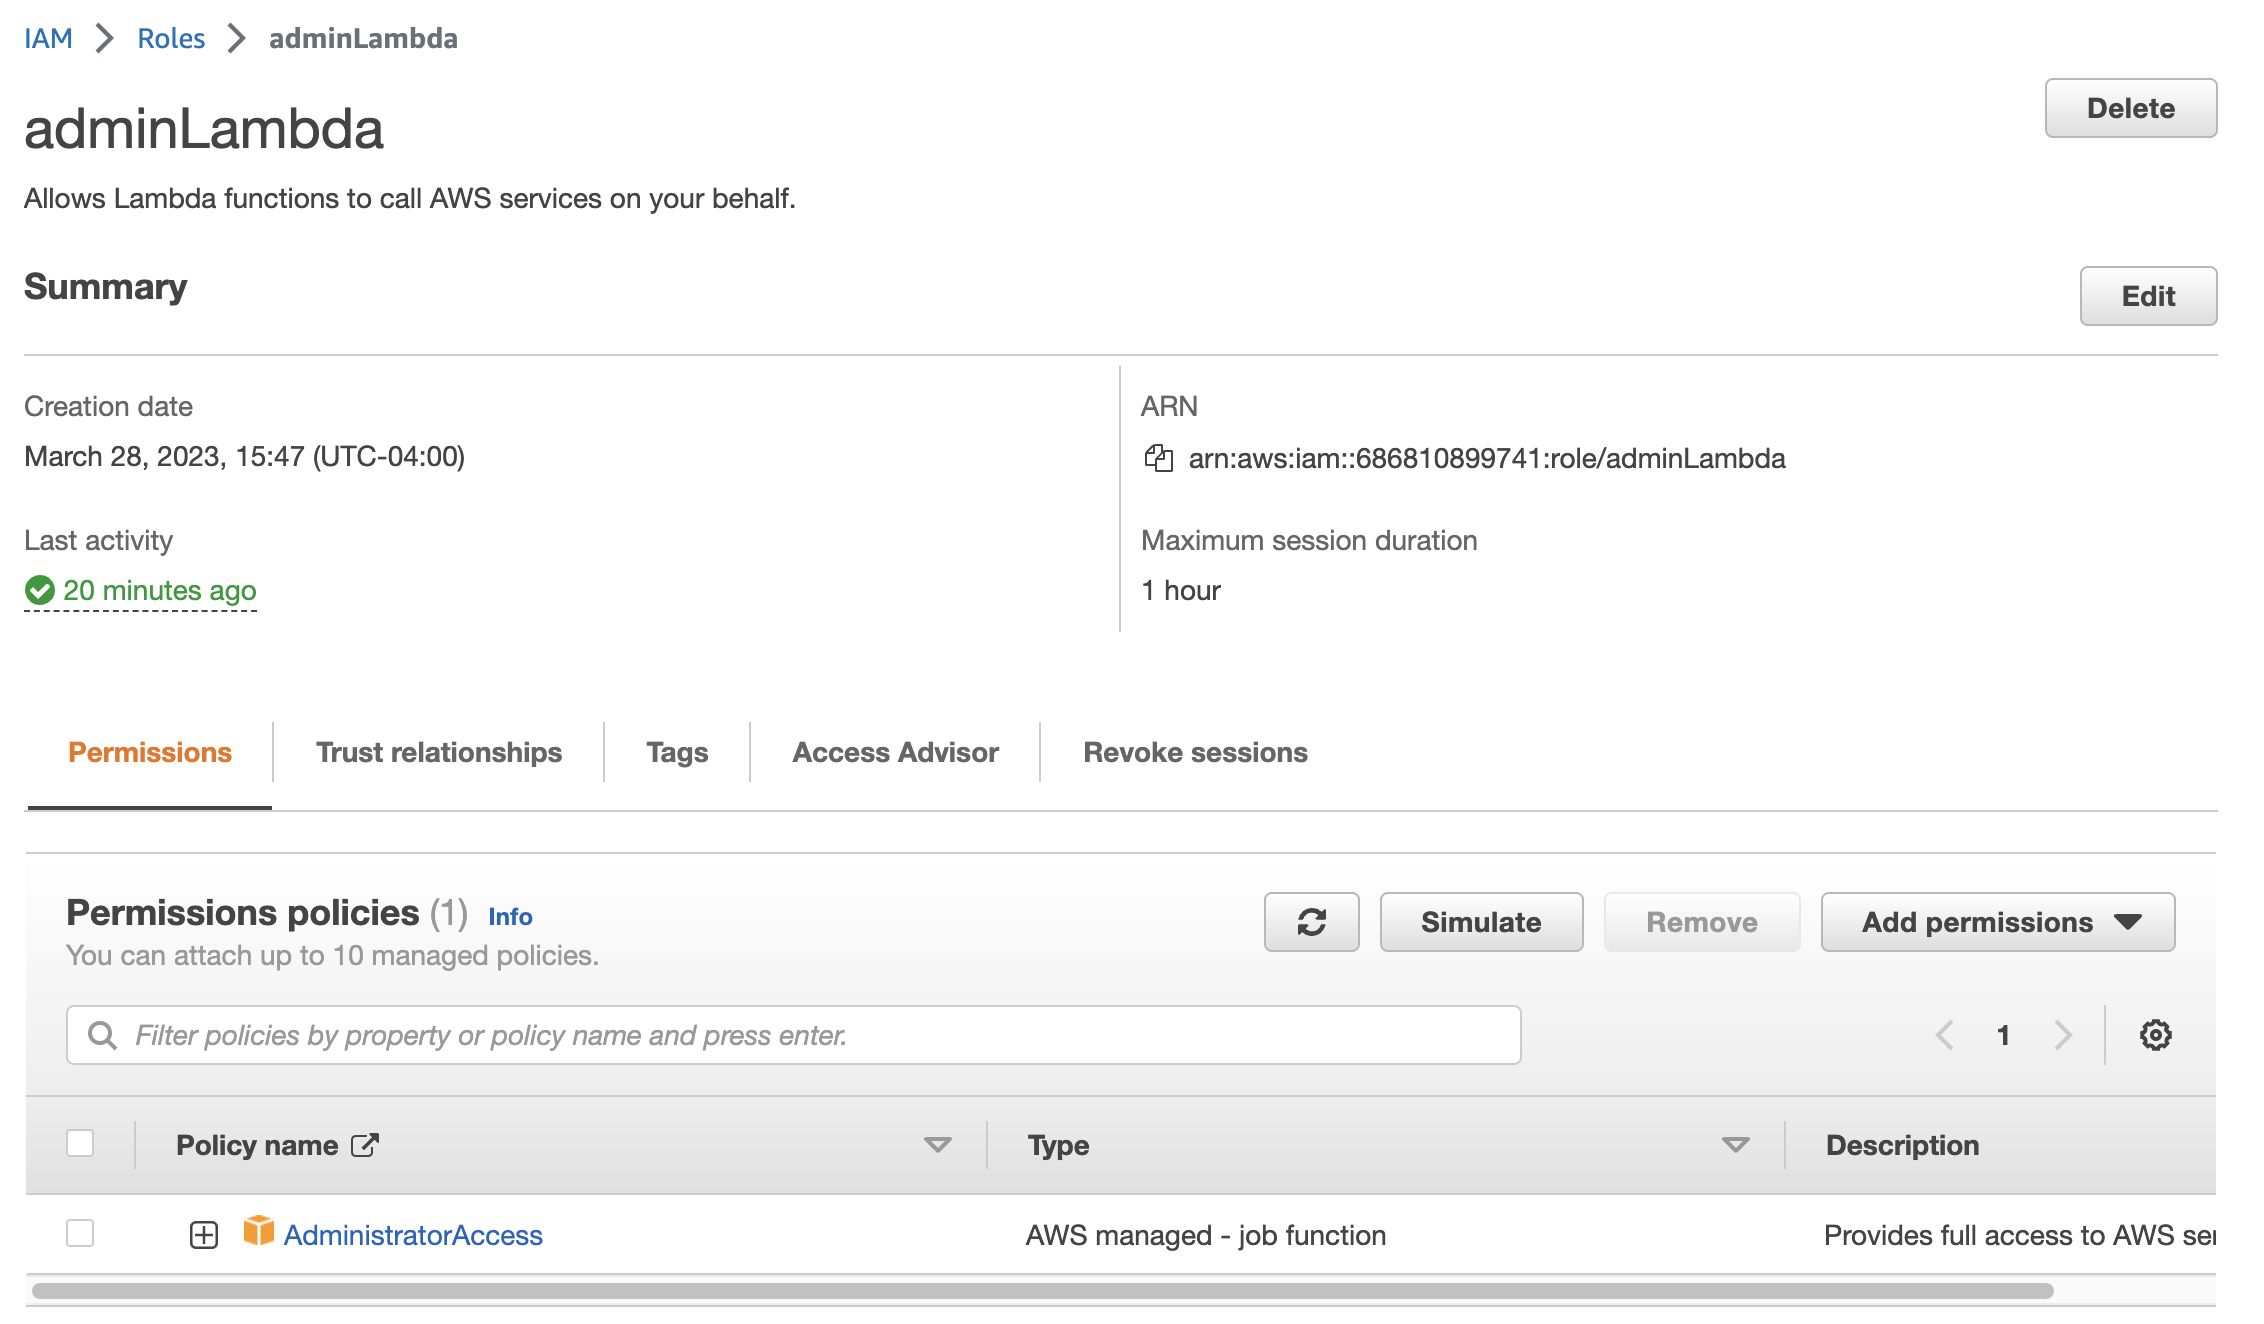 IAM > Roles > adminLambda
adminLambda
Delete
Allows Lambda functions to call AWS services on your behalf.
Summary
Edit
Creation date
March 28, 2023, 15:47 (UTC-04:00)
ARN
arn:aws:iam::686810899741:role/adminLambda
Last activity
20 minutes ago
Maximum session duration
1 hour
Permissions
Trust relationships
Tags
Access Advisor
Revoke sessions
Permissions policies (1) Info
You can attach up to 10 managed policies.
Simulate
Remove
Add permissions
Filter policies by property or policy name and press enter.
1
Policy name
Type
Description
AdministratorAccess
AWS managed - job function
Provides full access to AWS